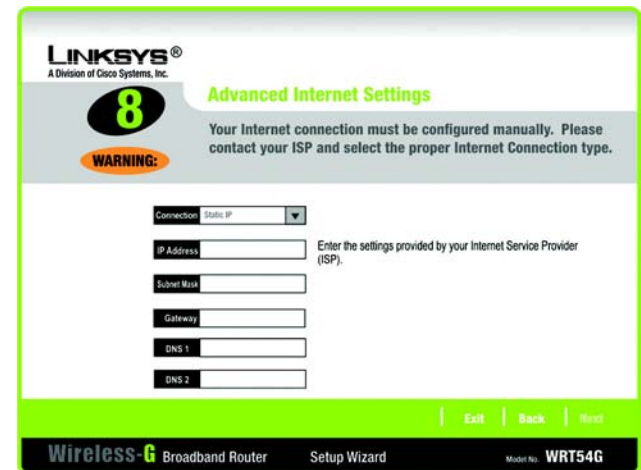 LINKSYS®
A Division of Cisco Systems, Inc.
8
Advanced Internet Settings
WARNING:
Your Internet connection must be configured manually. Please
contact your ISP and select the proper Internet Connection type.
Connection Static IP
IP Address
Enter the settings provided by your Internet Service Provider
(ISP).
Subnet Mask
Gateway
DNS 1
DNS 2
Exit Back Next
Wireless-G Broadband Router Setup Wizard Model No. WRT54G